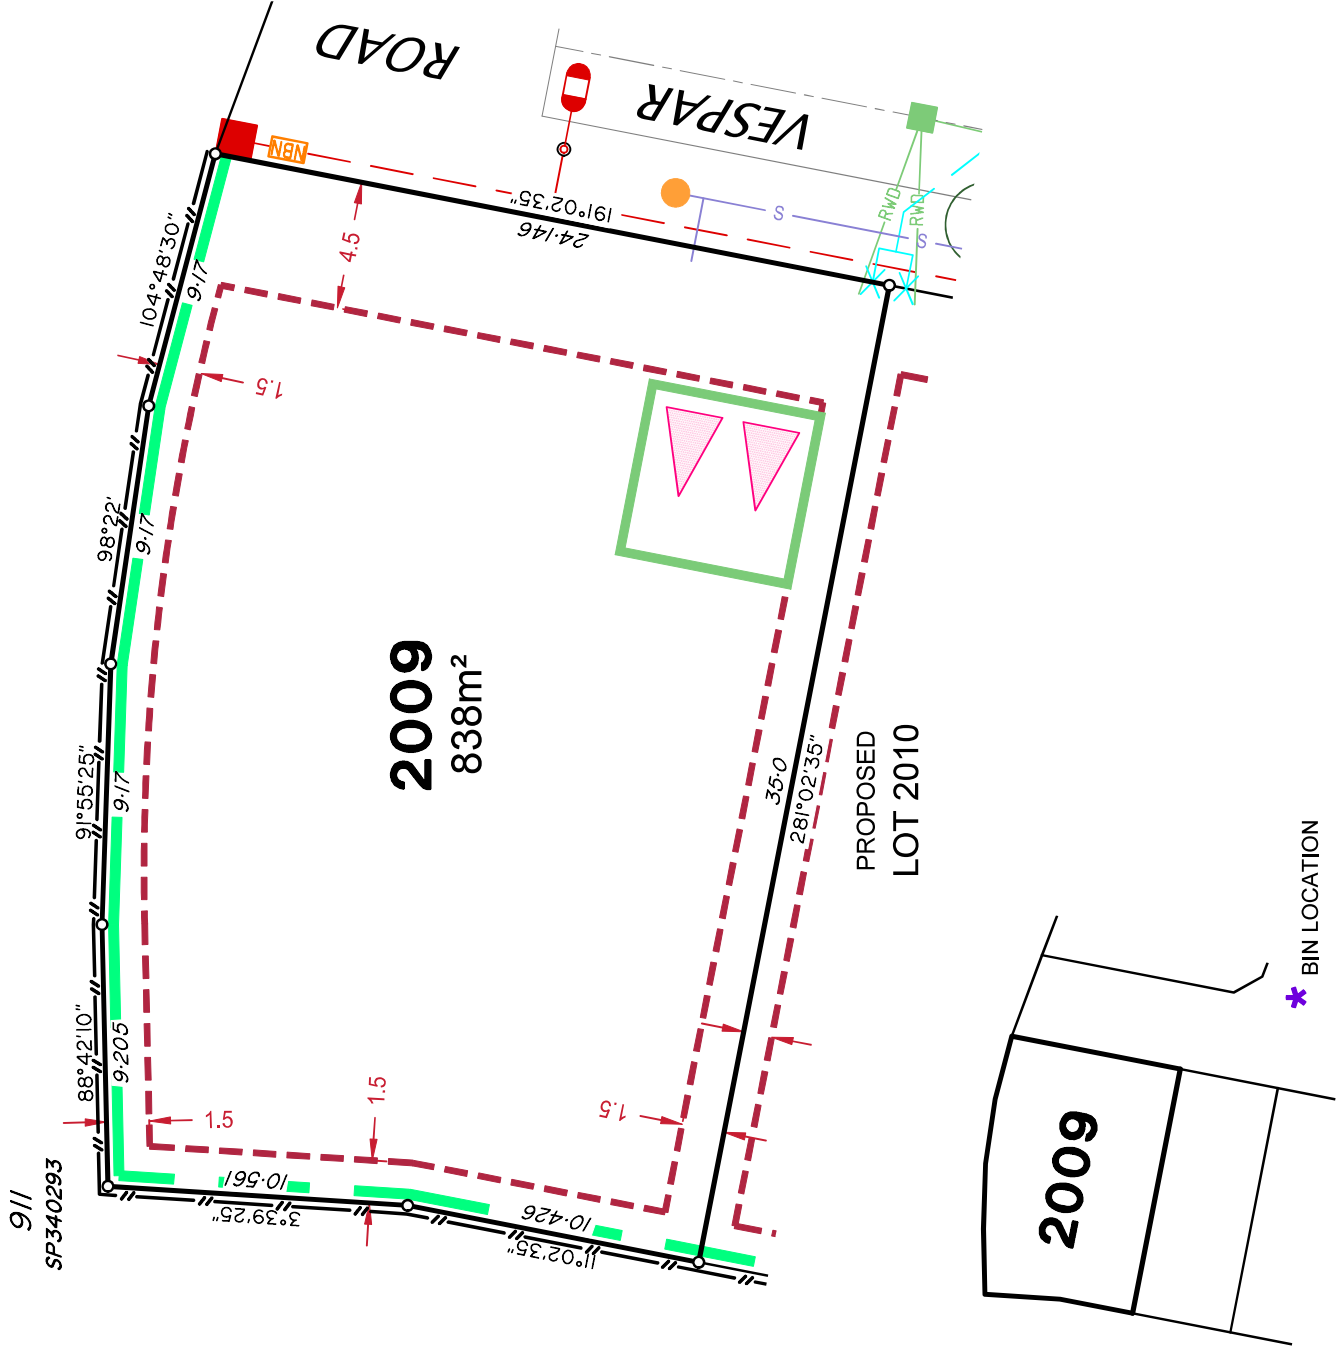 VESPAR
ROAD
NBN
191°02'35"
24·146
S
S
RWD
RWD
4.5
104°48'30"
9·17
1.5
98°22'
9·17
91°55'25"
9·17
88°42'10"
9·205
1.5
1.5
1.5
2009
838m²
35·0
281°02'35"
PROPOSED
LOT 2010
10·561
3°39'25"
10·426
11°02'35"
911
SP340293
2009
* BIN LOCATION